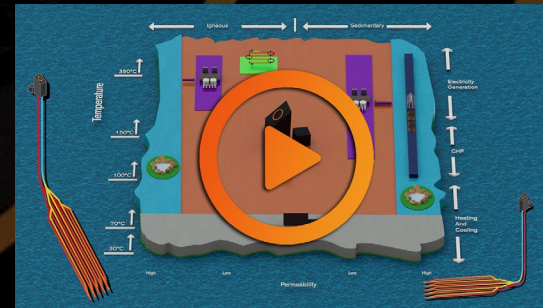 Igneous
Sedimentary
Temperature
350°C
150°C
100°C
70°C
30°C
Electricity
Generation
CHP
Heating
And
Cooling
High
Low
Low
High
Permeability